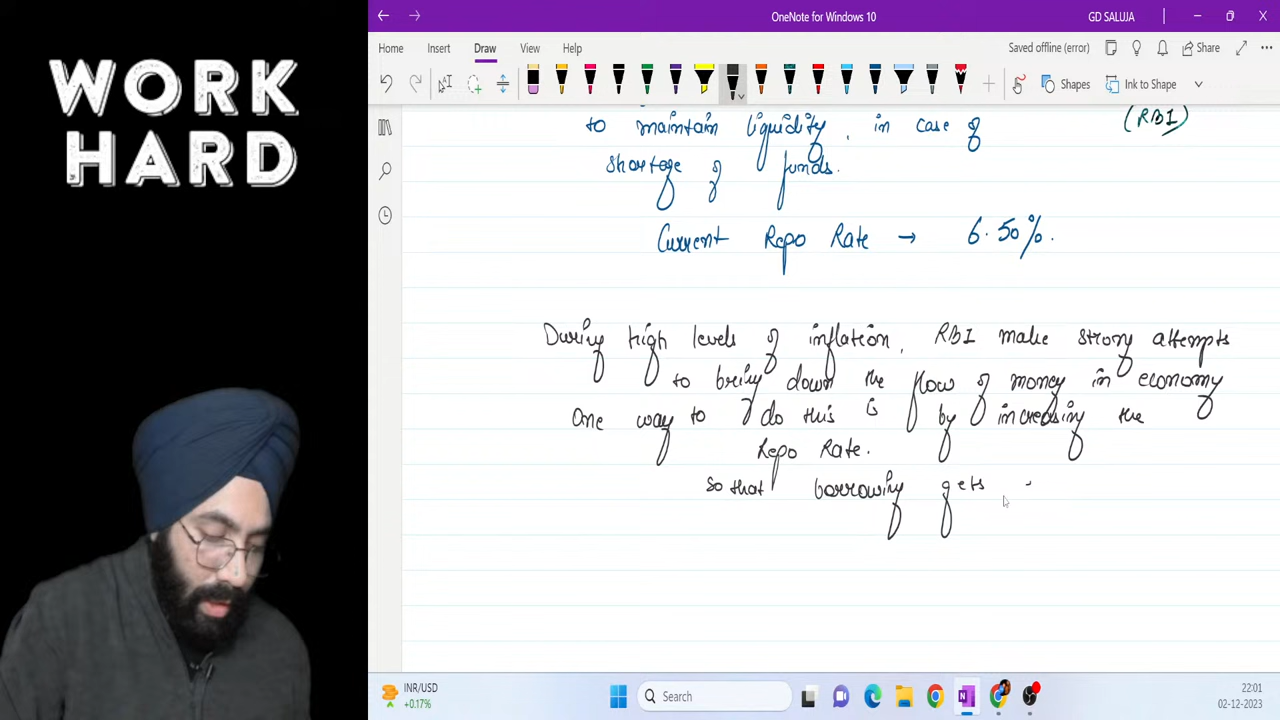 WORK
HARD
OneNote for Windows 10
GD SALUJA
Home Insert Draw View Help
Saved offline (error)
Share
Shapes
Ink to Shape
to maintain liquidity, in case of
(RBI)
shortage of funds.
Current Repo Rate → 6.50%.
During high levels of inflation, RBI make strong attempts
to bring down the flow of money in economy
One way to do this is by increasing the
Repo Rate.
So that borrowing gets
INR/USD
+0.17%
Search
22:01
02-12-2023